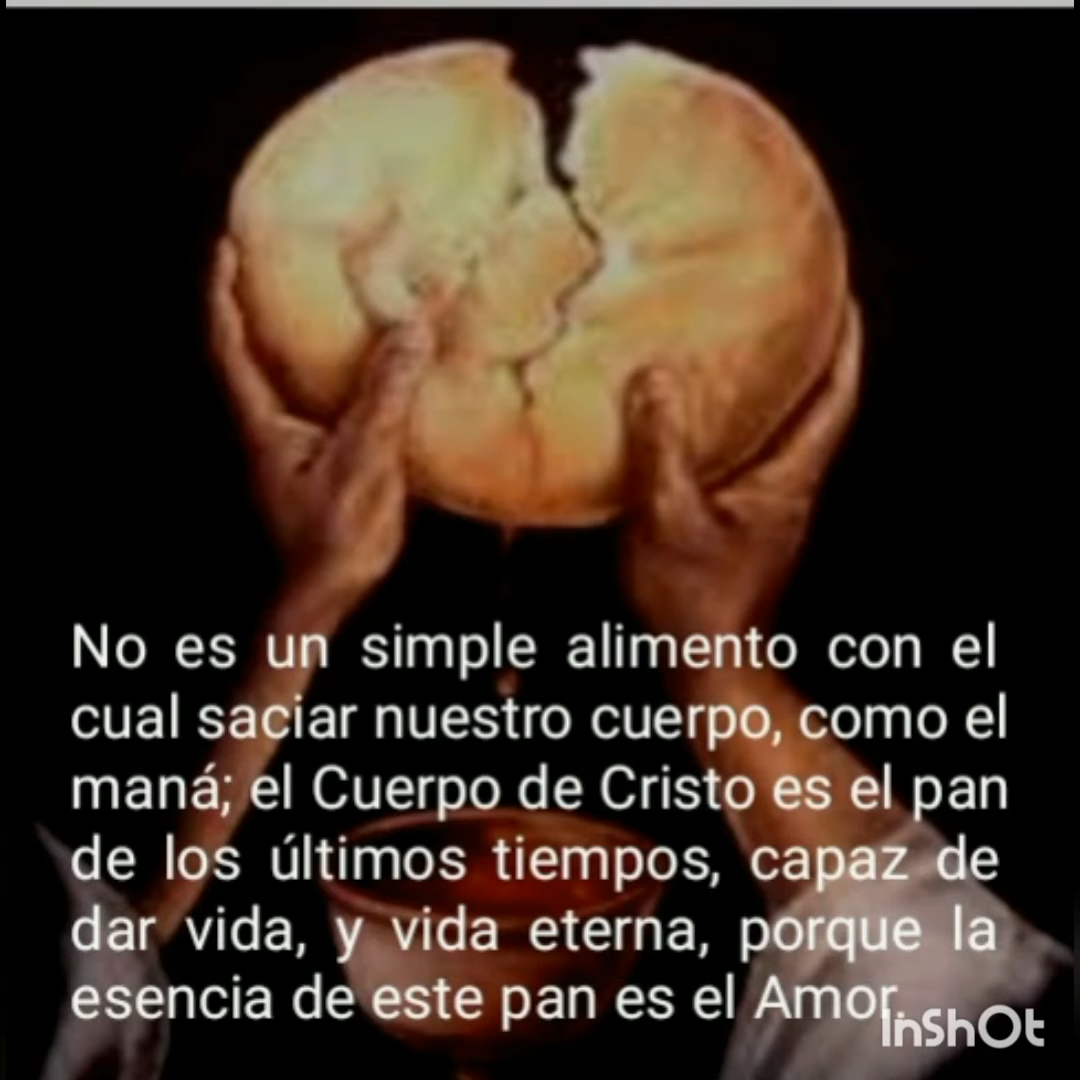 No es un simple alimento con el
cual saciar nuestro cuerpo, como el
maná; el Cuerpo de Cristo es el pan
de los últimos tiempos, capaz de
dar vida, y vida eterna, porque la
esencia de este pan es el Amor.
InShOt